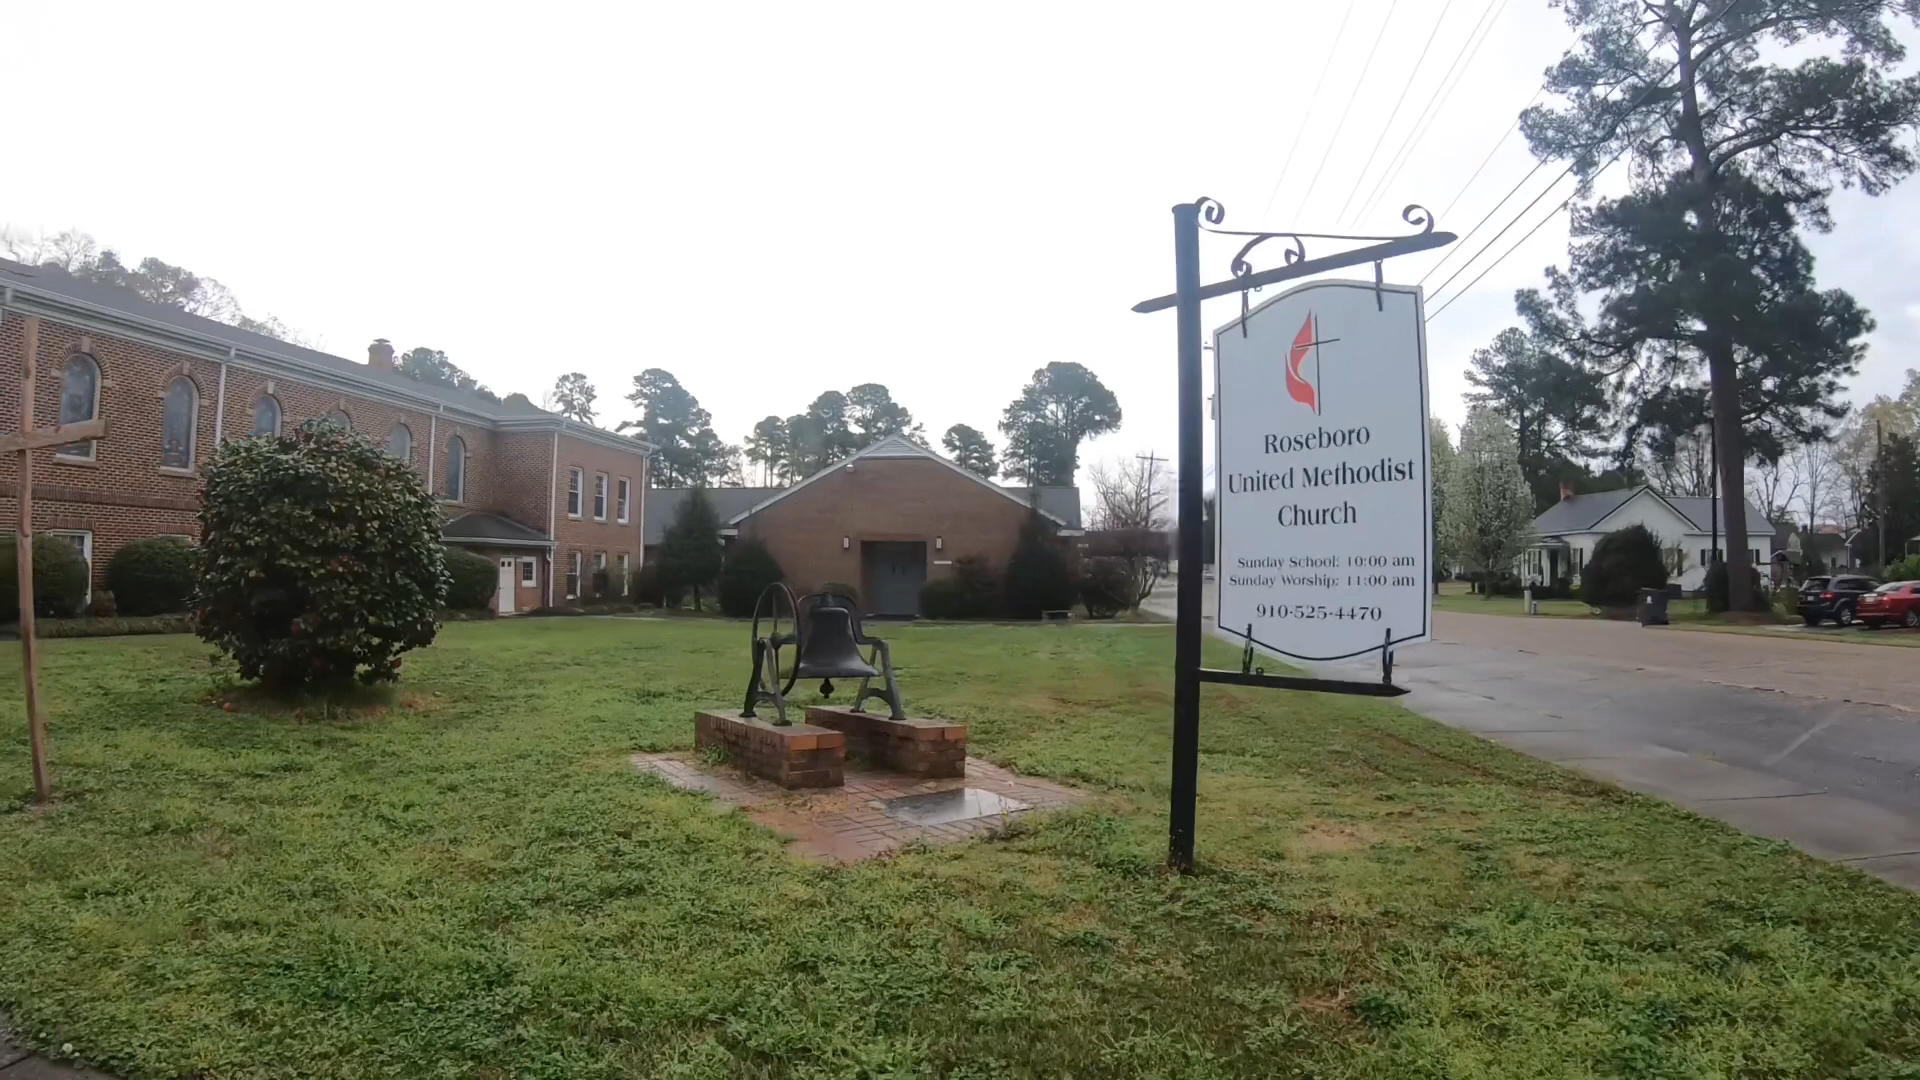 Roseboro
United Methodist
Church
Sunday School: 10:00 am
Sunday Worship: 11:00 am
910-525-4470